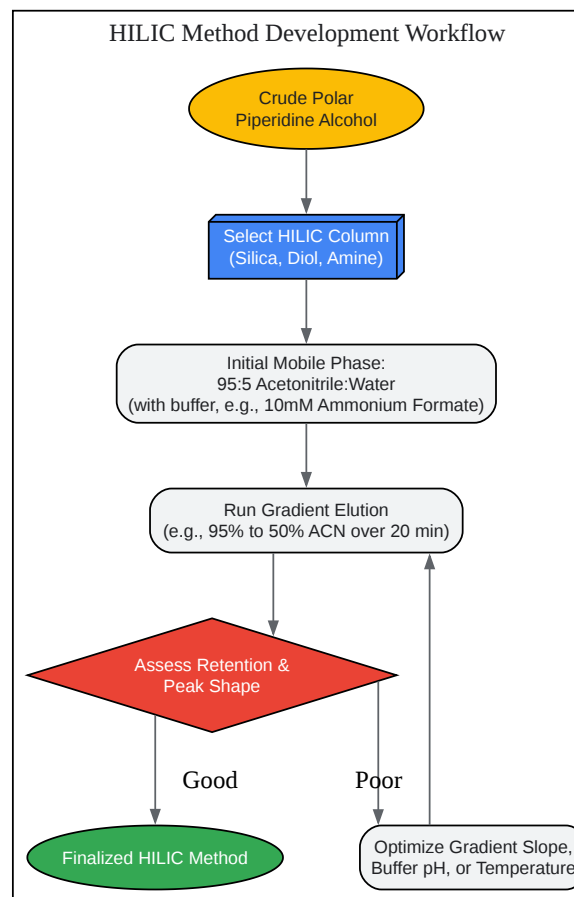 HILIC Method Development Workflow
Crude Polar
Piperidine Alcohol
Select HILIC Column
(Silica, Diol, Amine)
Initial Mobile Phase:
95:5 Acetonitrile:Water
(with buffer, e.g., 10mM Ammonium Formate)
Run Gradient Elution
(e.g., 95% to 50% ACN over 20 min)
Assess Retention &
Peak Shape
Good
Poor
Finalized HILIC Method
Optimize Gradient Slope,
Buffer pH, or Temperature